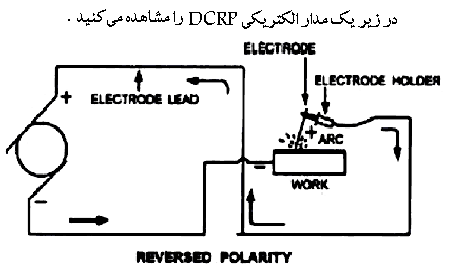 در زیر یک مدار الکتریکی DCRP را مشاهده می‌کنید .
ELECTRODE
ELECTRODE HOLDER
+
ELECTRODE LEAD
+
ARC
-
WORK
-
REVERSED POLARITY